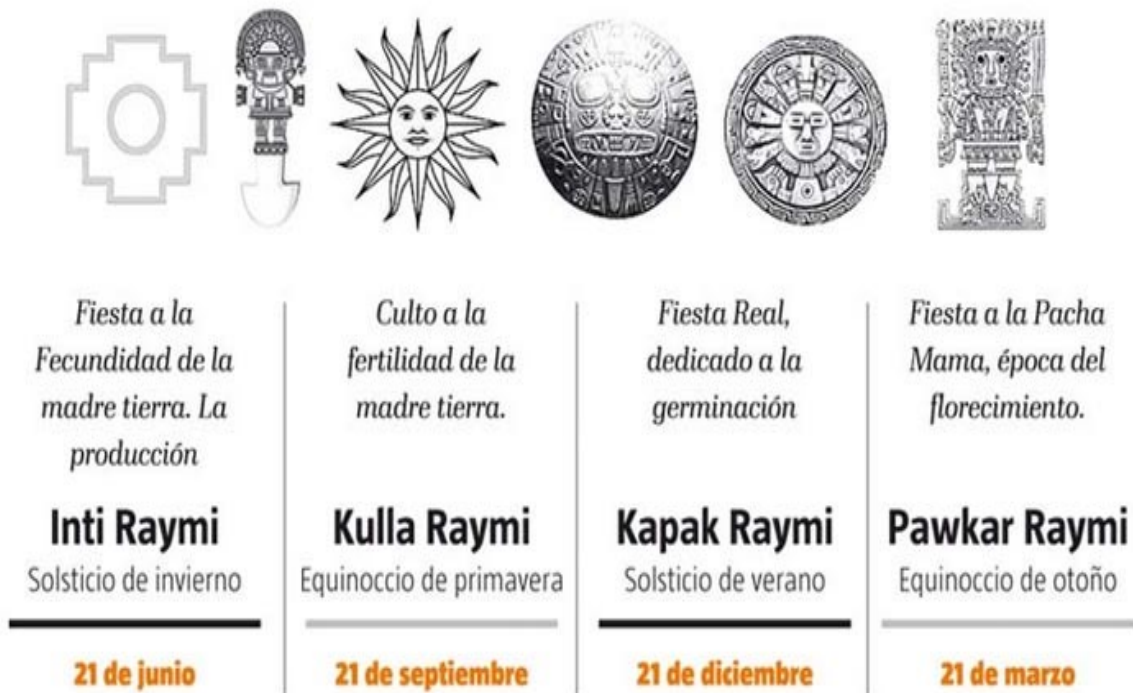 Fiesta a la
Fecundidad de la
madre tierra. La
producción
Inti Raymi
Solsticio de invierno
21 de junio
Culto a la
fertilidad de la
madre tierra.
Kulla Raymi
Equinoccio de primavera
21 de septiembre
Fiesta Real,
dedicado a la
germinación
Kapak Raymi
Solsticio de verano
21 de diciembre
Fiesta a la Pacha
Mama, época del
florecimiento.
Pawkar Raymi
Equinoccio de otoño
21 de marzo